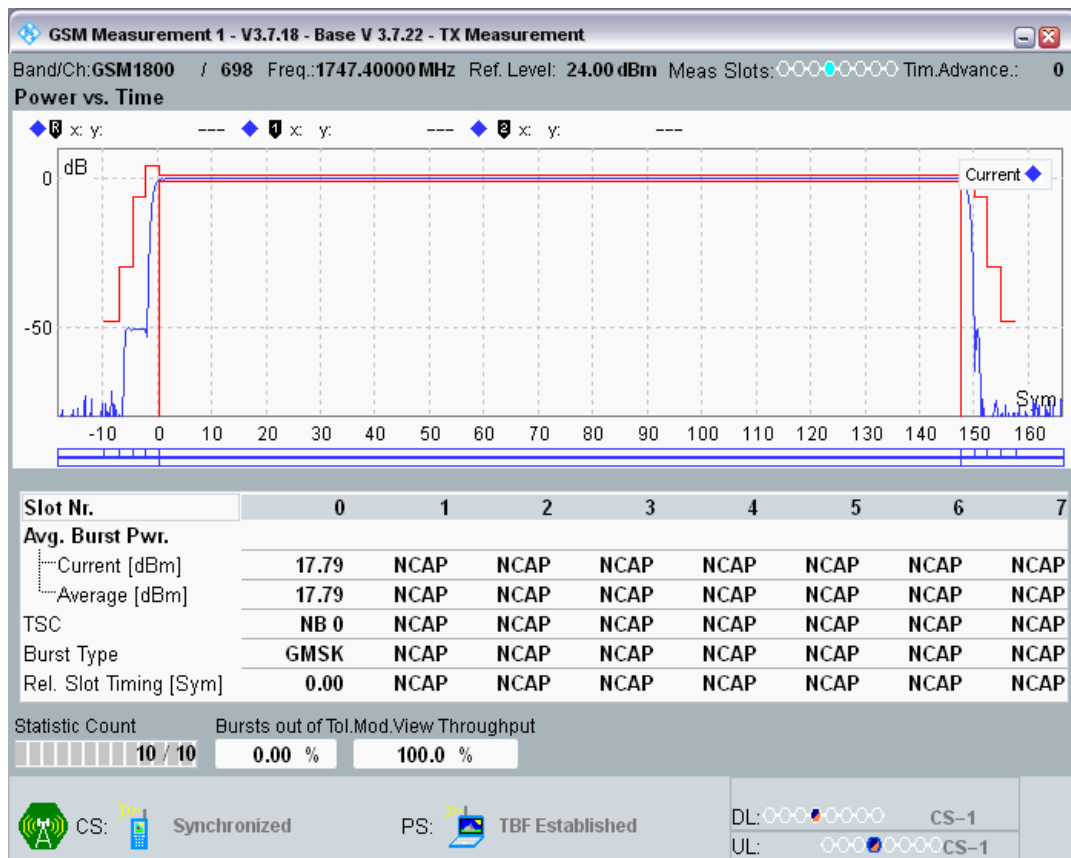 GSM Measurement 1 - V3.7.18 - Base V 3.7.22 - TX Measurement
Band/Ch:GSM1800 / 698 Freq.:1747.40000 MHz Ref. Level: 24.00 dBm Meas Slots: Tim.Advance.: 0
Power vs. Time
R x: y: --- 1 x: y: --- 2 x: y: ---
dB
Current
0
-50
Sym
-10 0 10 20 30 40 50 60 70 80 90 100 110 120 130 140 150 160
Slot Nr. 0 1 2 3 4 5 6 7
Avg. Burst Pwr.
Current [dBm] 17.79 NCAP NCAP NCAP NCAP NCAP NCAP NCAP
Average [dBm] 17.79 NCAP NCAP NCAP NCAP NCAP NCAP NCAP
TSC NB 0 NCAP NCAP NCAP NCAP NCAP NCAP NCAP
Burst Type GMSK NCAP NCAP NCAP NCAP NCAP NCAP NCAP
Rel. Slot Timing [Sym] 0.00 NCAP NCAP NCAP NCAP NCAP NCAP NCAP
Statistic Count Bursts out of Tol. Mod.View Throughput
10 / 10 0.00 % 100.0 %
CS: Synchronized PS: TBF Established
DL: CS-1
UL: CS-1